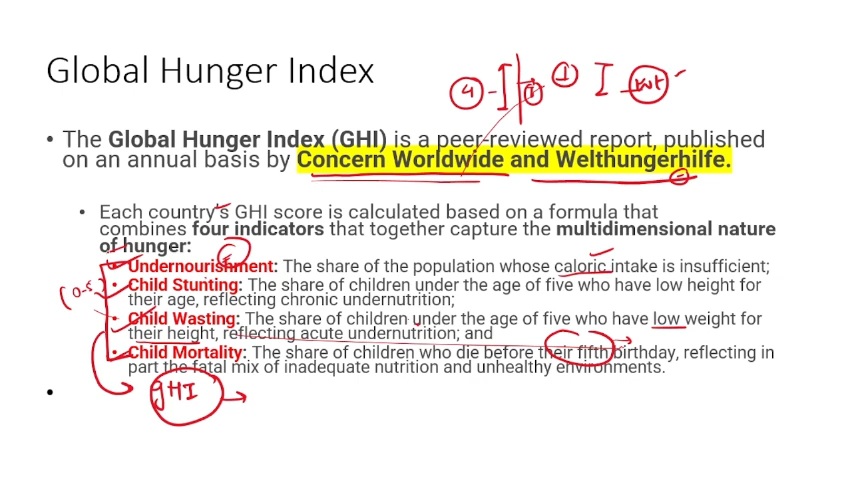 Global Hunger Index
4 1 1 wt
• The Global Hunger Index (GHI) is a peer-reviewed report, published
on an annual basis by Concern Worldwide and Welthungerhilfe.
• Each country's GHI score is calculated based on a formula that
combines four indicators that together capture the multidimensional nature
of hunger:
• Undernourishment: The share of the population whose caloric intake is insufficient;
• Child Stunting: The share of children under the age of five who have low height for
their age, reflecting chronic undernutrition;
(0-5)
• Child Wasting: The share of children under the age of five who have low weight for
their height, reflecting acute undernutrition; and
• Child Mortality: The share of children who die before their fifth birthday, reflecting in
part the fatal mix of inadequate nutrition and unhealthy environments.
•
GHI